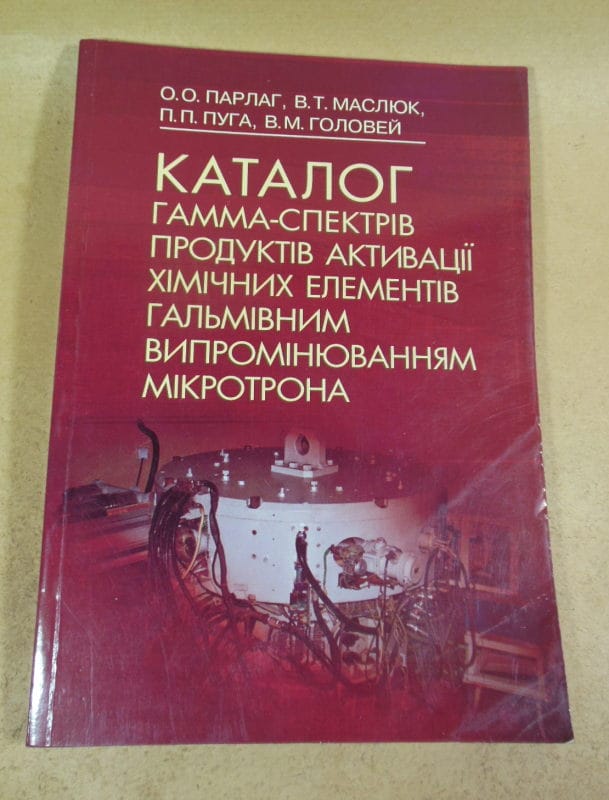 О.О. ПАРЛАГ, В.Т. МАСЛЮК,
П.П. ПУГА, В.М. ГОЛОВЕЙ
КАТАЛОГ
ГАММА-СПЕКТРІВ
ПРОДУКТІВ АКТИВАЦІЇ
ХІМІЧНИХ ЕЛЕМЕНТІВ
ГАЛЬМІВНИМ
ВИПРОМІНЮВАННЯМ
МІКРОТРОНА